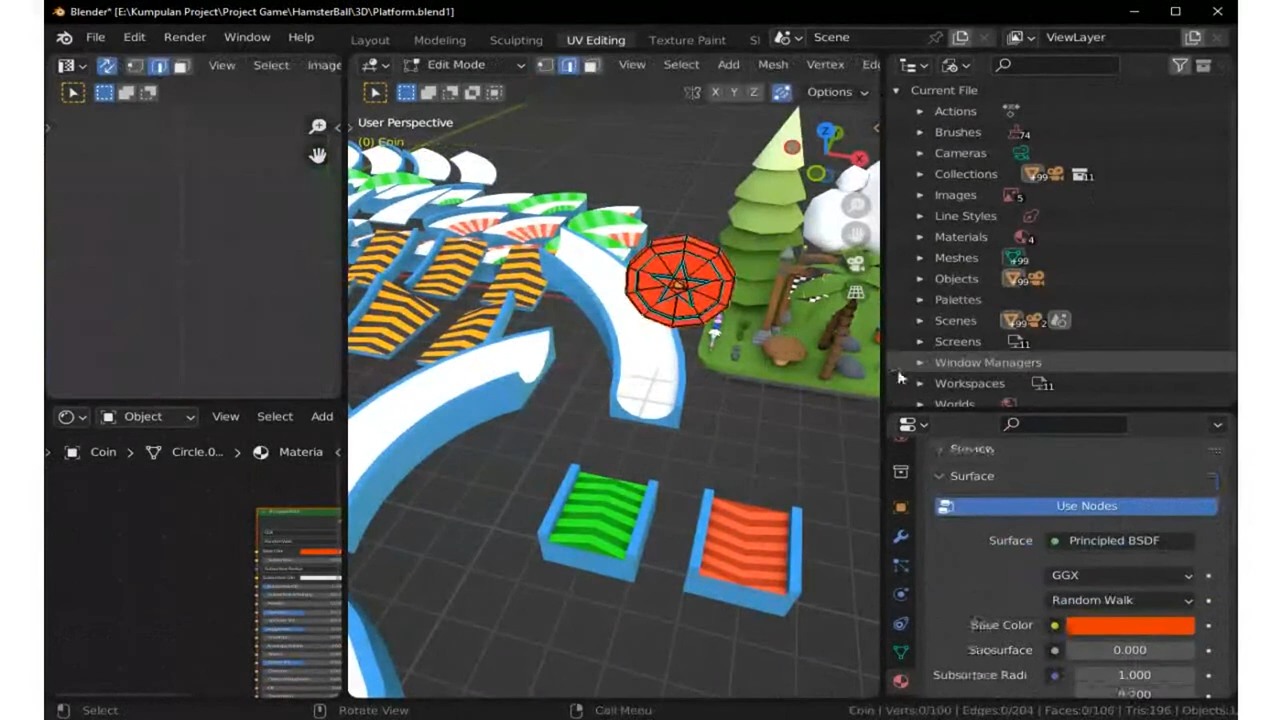 Blender* [E:\Kumpulan Project\Project Game\HamsterBall\3D\Platform.blend1]
File Edit Render Window Help
Layout Modeling Sculpting UV Editing Texture Paint
Scene
ViewLayer
View Select Image
Edit Mode
View Select Add Mesh Vertex Ed
X Y Z
Options
User Perspective
(0) Coin
Z
X
Current File
Actions
Brushes 74
Cameras
Collections +99 11
Images 5
Line Styles
Materials 4
Meshes +99
Objects +99
Palettes
Scenes +99 2
Screens 11
Window Managers
Workspaces 11
Worlds
Object View Select Add
Coin > Circle.0... > Materia
Preview
Surface
Use Nodes
Surface Principled BSDF
GGX
Random Walk
Base Color
Subsurface 0.000
Subsurface Radi 1.000
Select
Rotate View
Call Menu
Coin | Verts:0/100 | Edges:0/204 | Faces:0/106 | Tris:196 | Objects:1